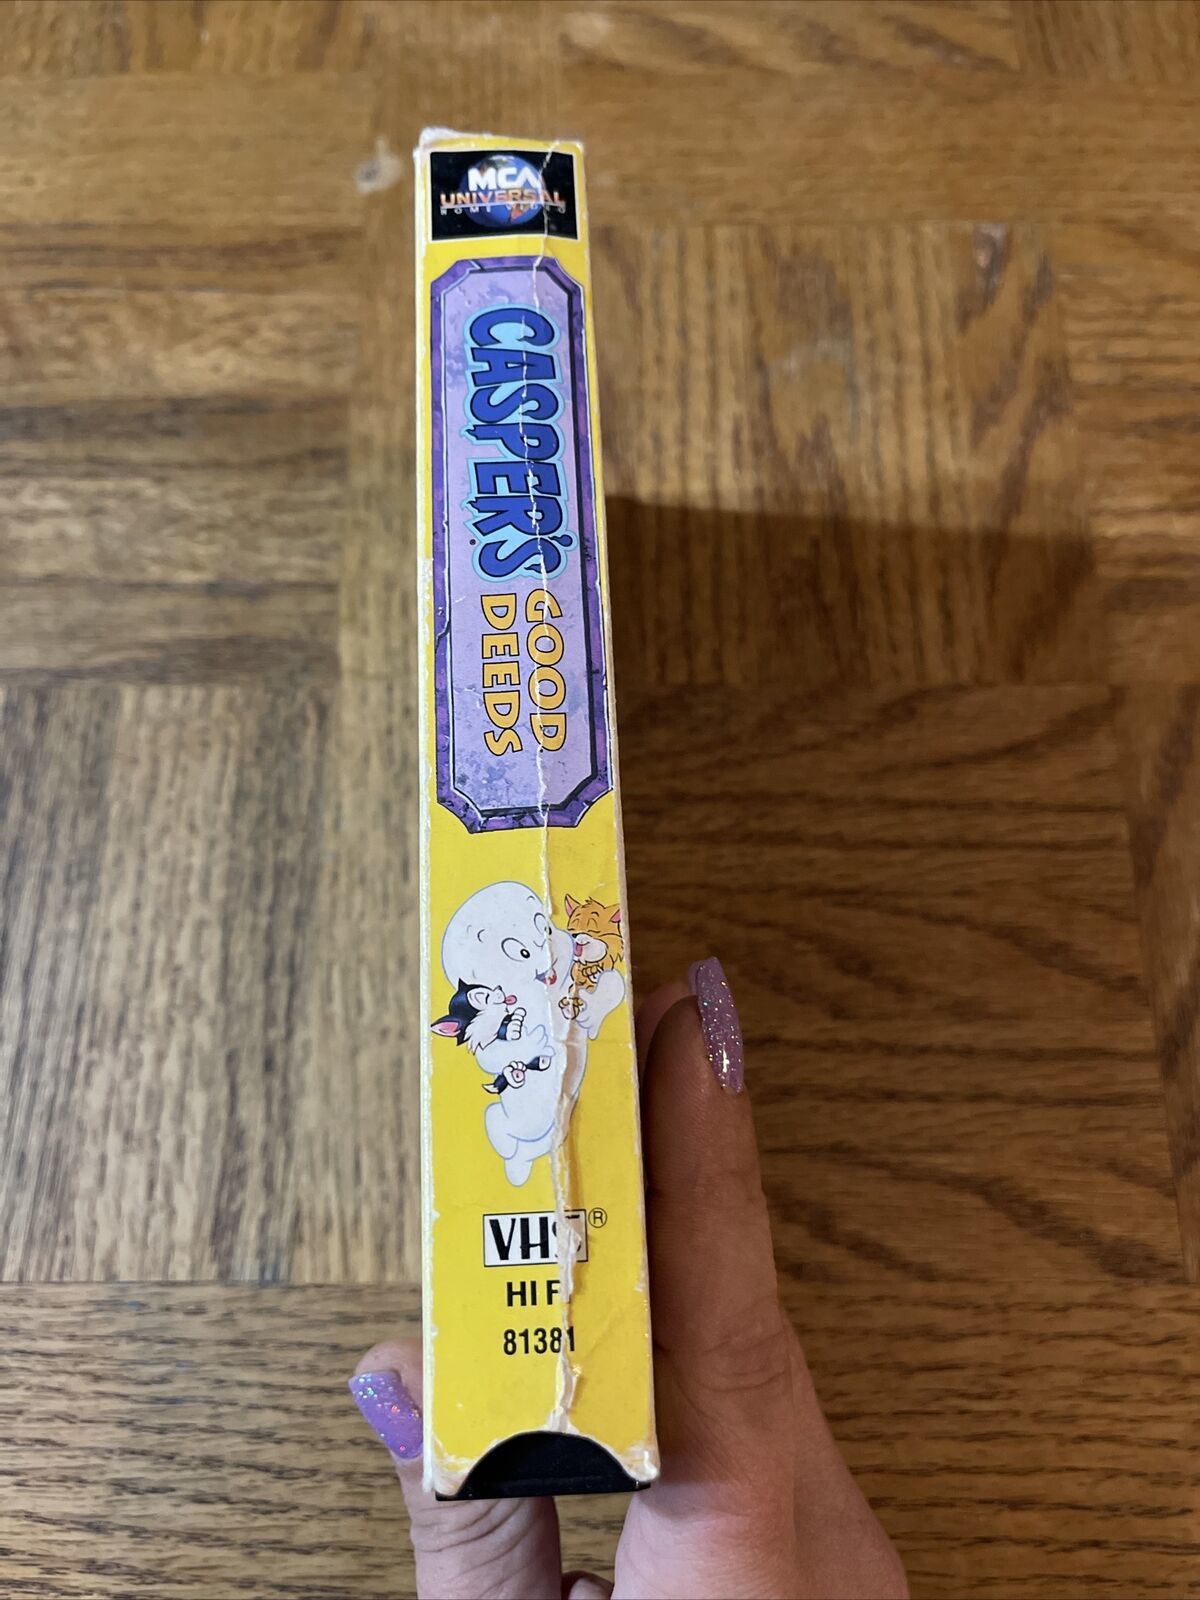 MCA
UNIVERSAL
HOME VIDEO
CASPER'S
GOOD
DEEDS
VHS®
HI FI
81381